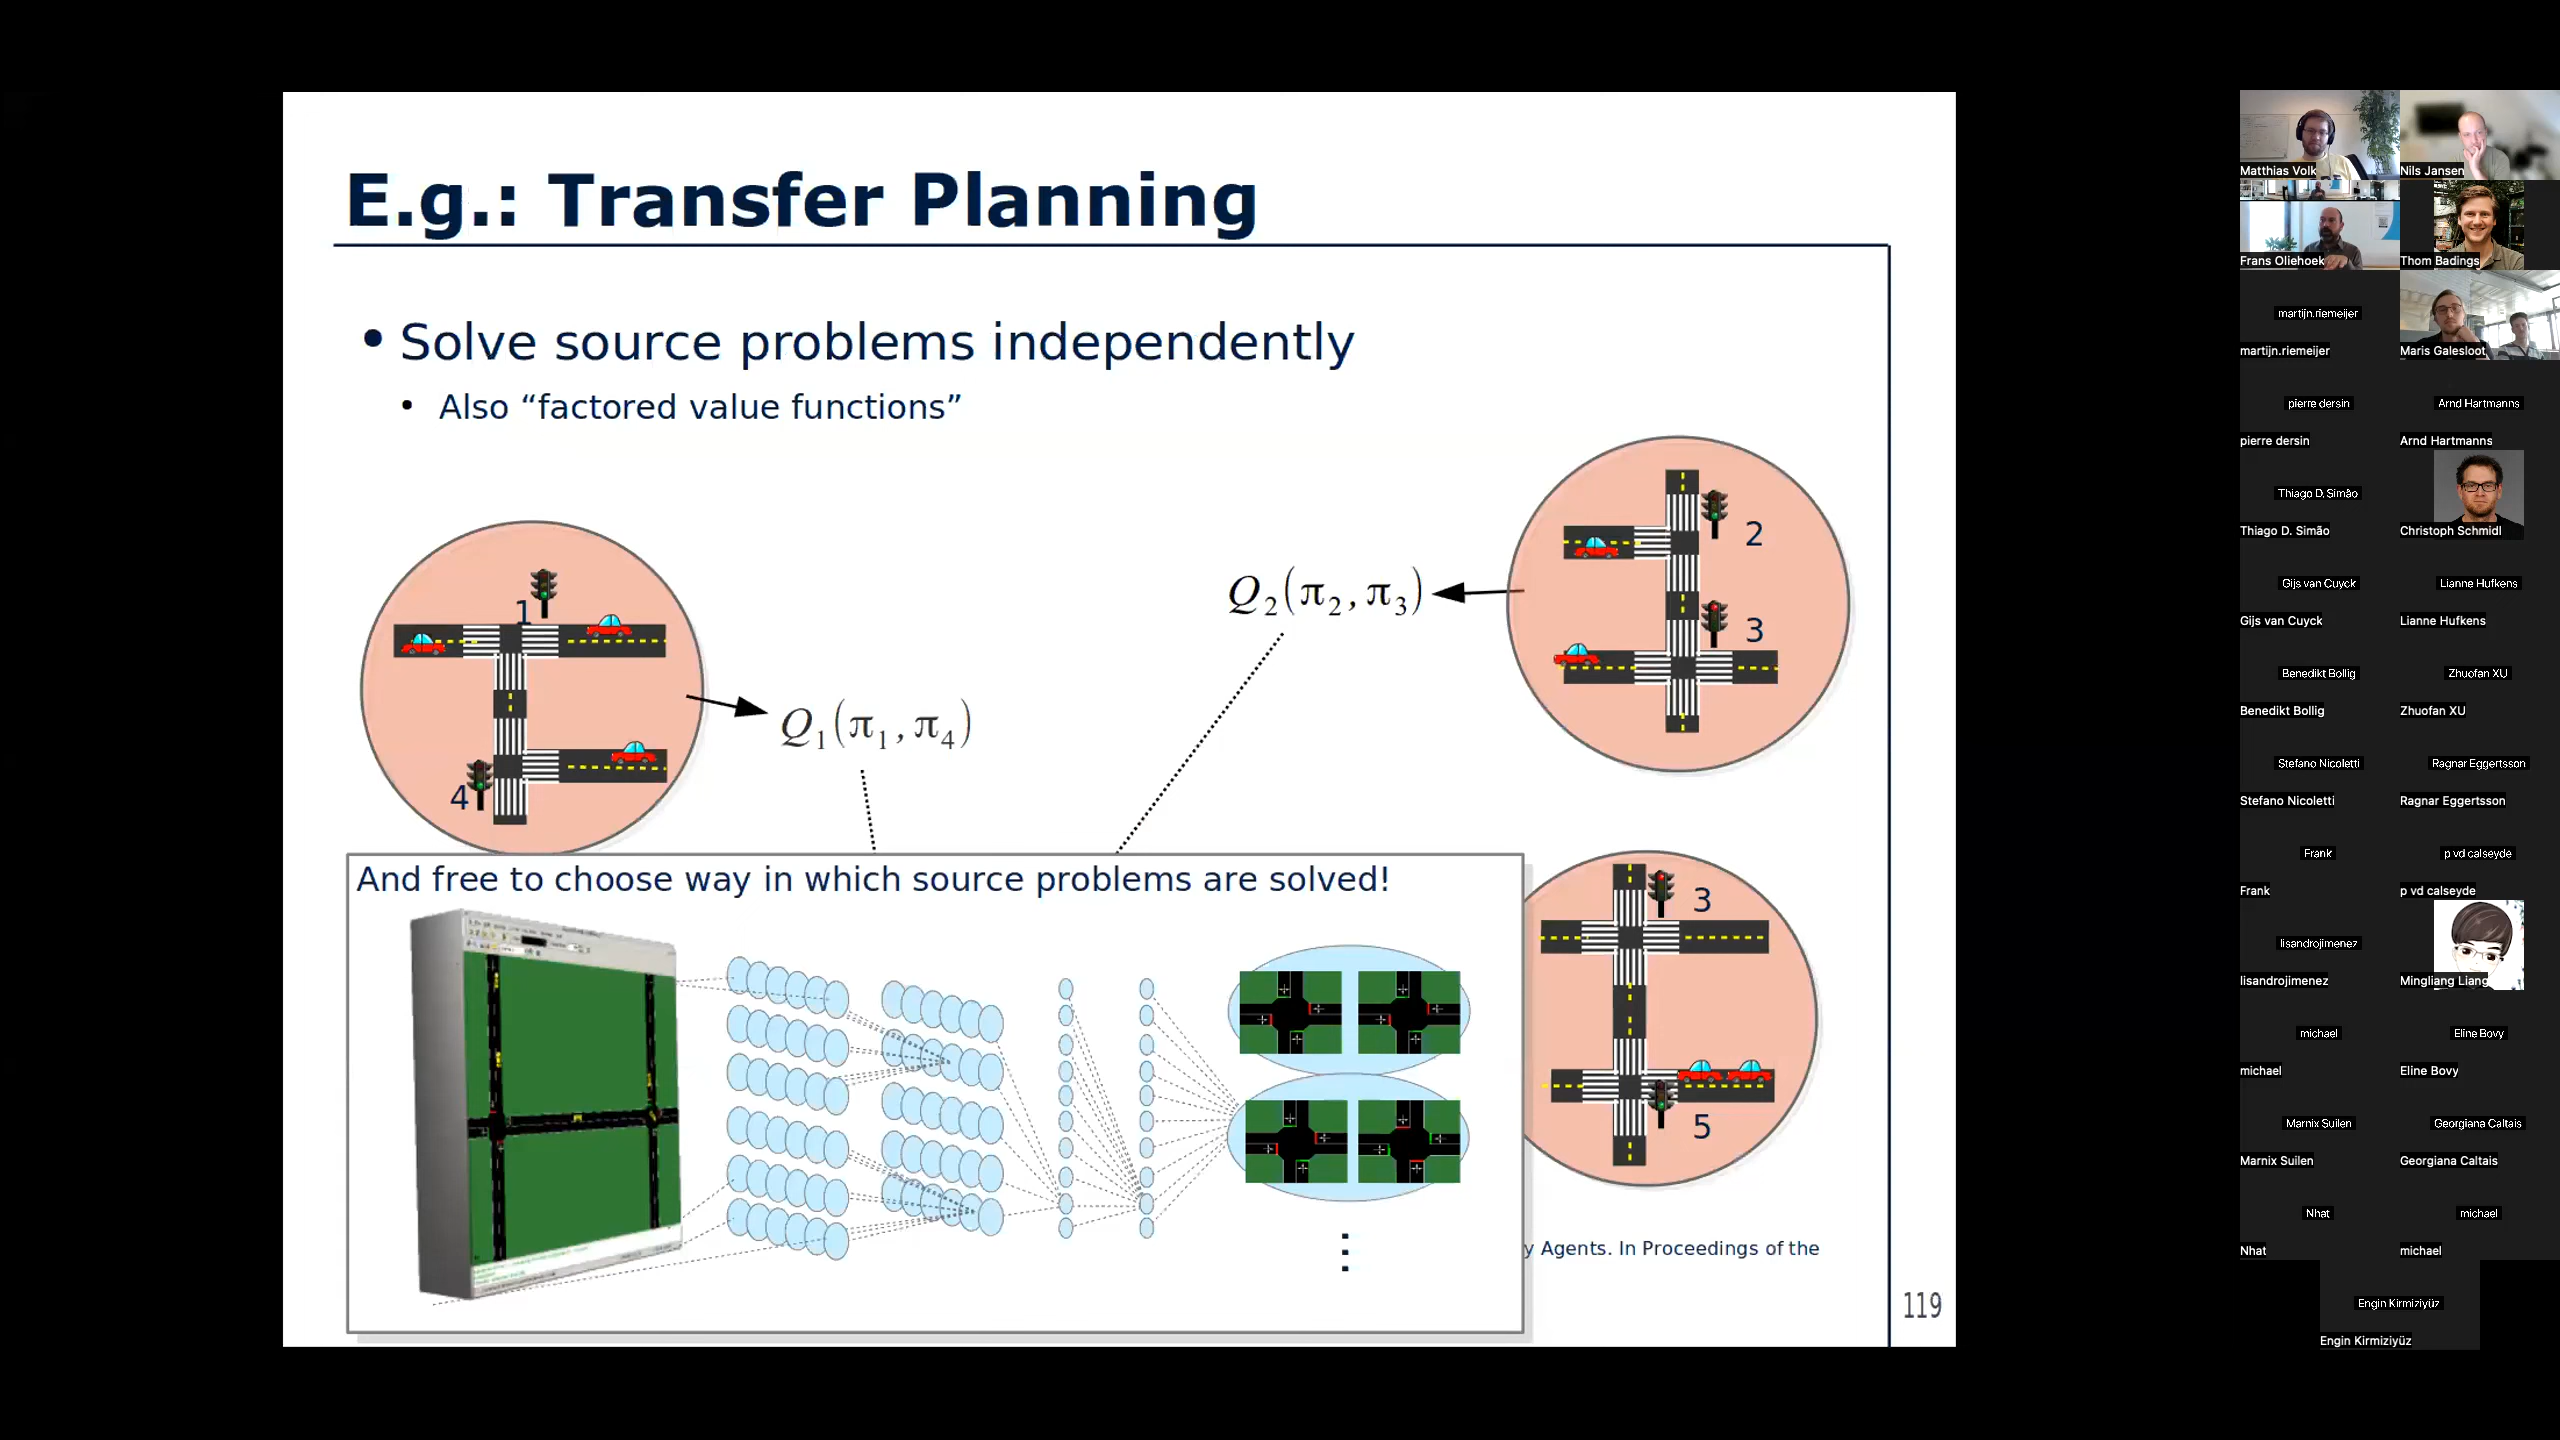 E.g.: Transfer Planning
• Solve source problems independently
• Also “factored value functions”
2
3
Q2(π2, π3)
1
4
Q1(π1, π4)
And free to choose way in which source problems are solved!
3
5
y Agents. In Proceedings of the
119
Matthias Volk
Nils Jansen
Frans Oliehoek
Thom Badings
martijn.riemeijer
martijn.riemeijer
Maris Galesloot
pierre dersin
Arnd Hartmanns
pierre dersin
Arnd Hartmanns
Thiago D. Simão
Thiago D. Simão
Christoph Schmidl
Gijs van Cuyck
Lianne Hufkens
Gijs van Cuyck
Lianne Hufkens
Benedikt Bollig
Zhuofan XU
Benedikt Bollig
Zhuofan XU
Stefano Nicoletti
Ragnar Eggertsson
Stefano Nicoletti
Ragnar Eggertsson
Frank
p vd calseyde
Frank
p vd calseyde
lisandrojimenez
lisandrojimenez
Mingliang Liang
michael
Eline Bovy
michael
Eline Bovy
Marnix Suilen
Georgiana Caltais
Marnix Suilen
Georgiana Caltais
Nhat
michael
Nhat
michael
Engin Kirmiziyüz
Engin Kirmiziyüz